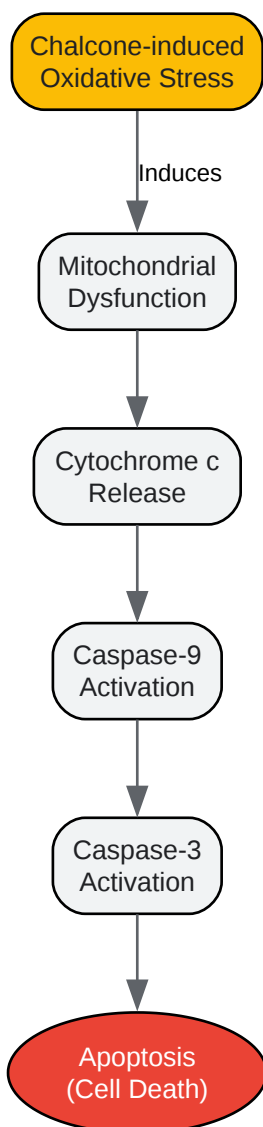 Chalcone-induced
Oxidative Stress
Induces
Mitochondrial
Dysfunction
Cytochrome c
Release
Caspase-9
Activation
Caspase-3
Activation
Apoptosis
(Cell Death)